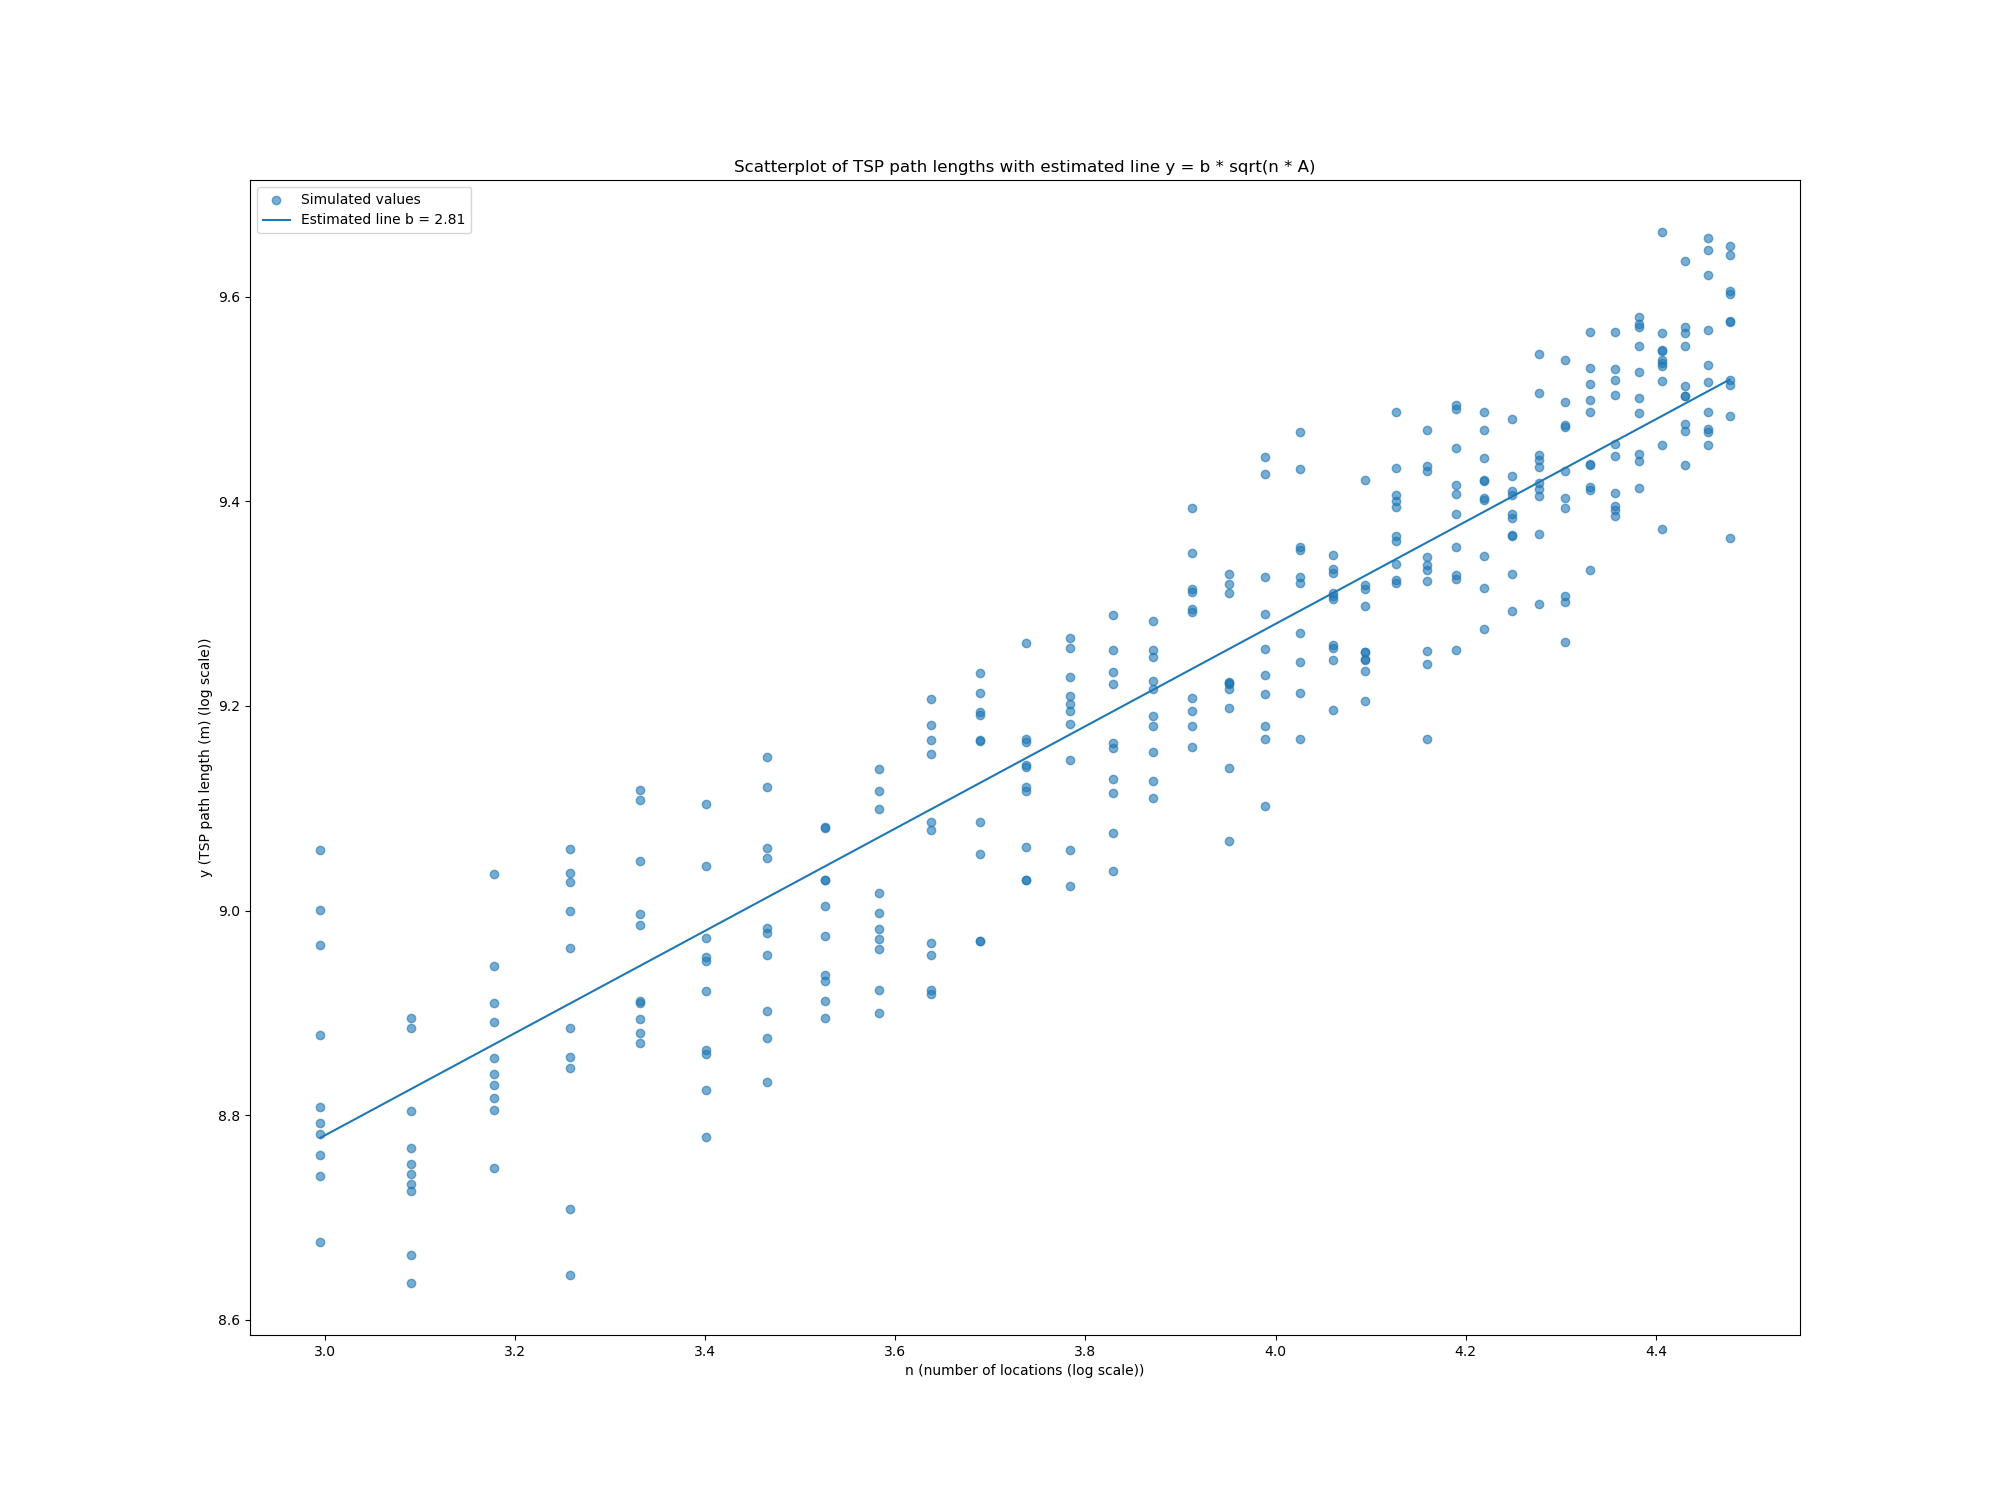 Scatterplot of TSP path lengths with estimated line y = b * sqrt(n * A)
Simulated values
Estimated line b = 2.81
9.6
9.4
9.2
9.0
8.8
8.6
y (TSP path length (m) (log scale))
3.0 3.2 3.4 3.6 3.8 4.0 4.2 4.4
n (number of locations (log scale))